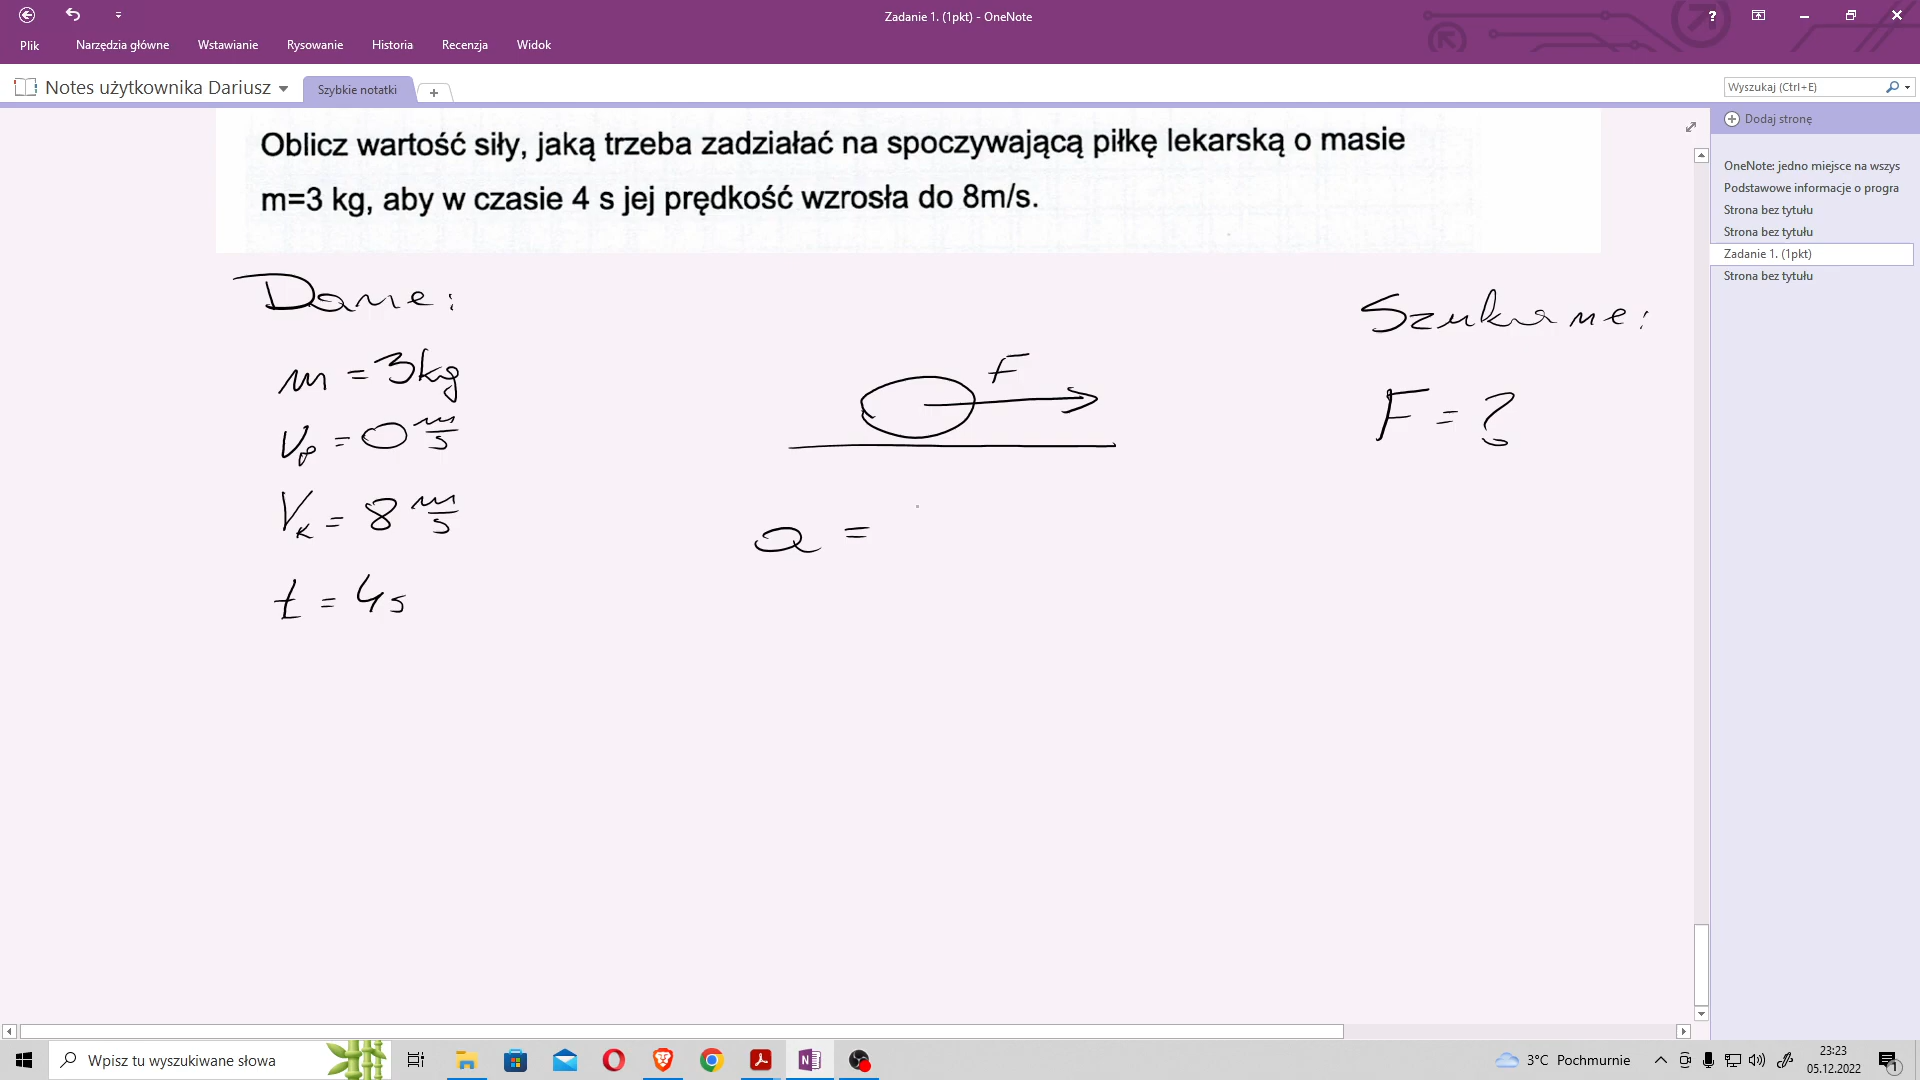 Zadanie 1. (1pkt) - OneNote
?
Plik
Narzędzia główne
Wstawianie
Rysowanie
Historia
Recenzja
Widok
Notes użytkownika Dariusz
Szybkie notatki
Wyszukaj (Ctrl+E)
Dodaj stronę
OneNote: jedno miejsce na wszys
Podstawowe informacje o progra
Strona bez tytułu
Strona bez tytułu
Zadanie 1. (1pkt)
Strona bez tytułu
Oblicz wartość siły, jaką trzeba zadziałać na spoczywającą piłkę lekarską o masie
m=3 kg, aby w czasie 4 s jej prędkość wzrosła do 8m/s.
Dane:
Szukane:
m = 3kg
F
F = ?
Vp = 0 m/s
Vk = 8 m/s
a =
t = 4s
Wpisz tu wyszukiwane słowa
3°C Pochmurnie
23:23
05.12.2022
1